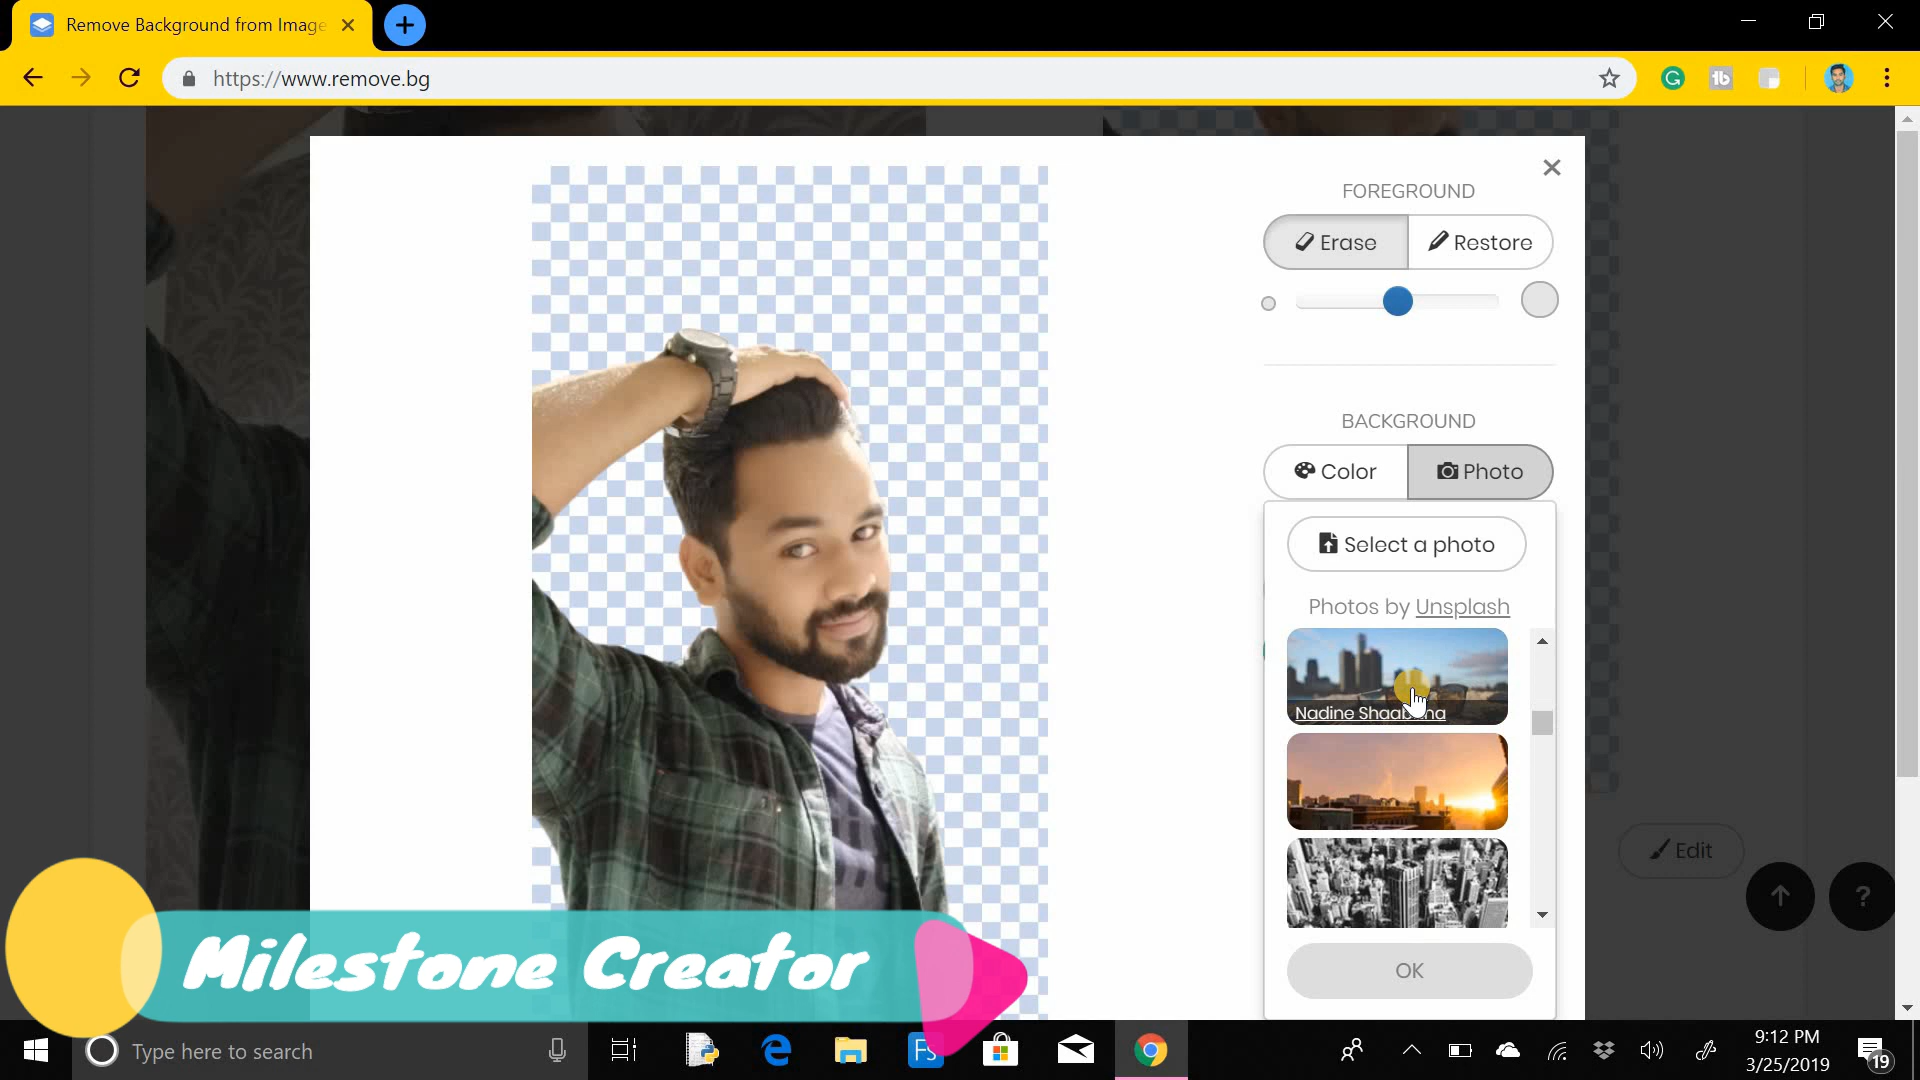 Remove Background from Image
https://www.remove.bg
FOREGROUND
Erase
Restore
BACKGROUND
Color
Photo
Select a photo
Photos by Unsplash
OK
Edit
?
Milestone Creator
Type here to search
Fs
9:12 PM
3/25/2019
19